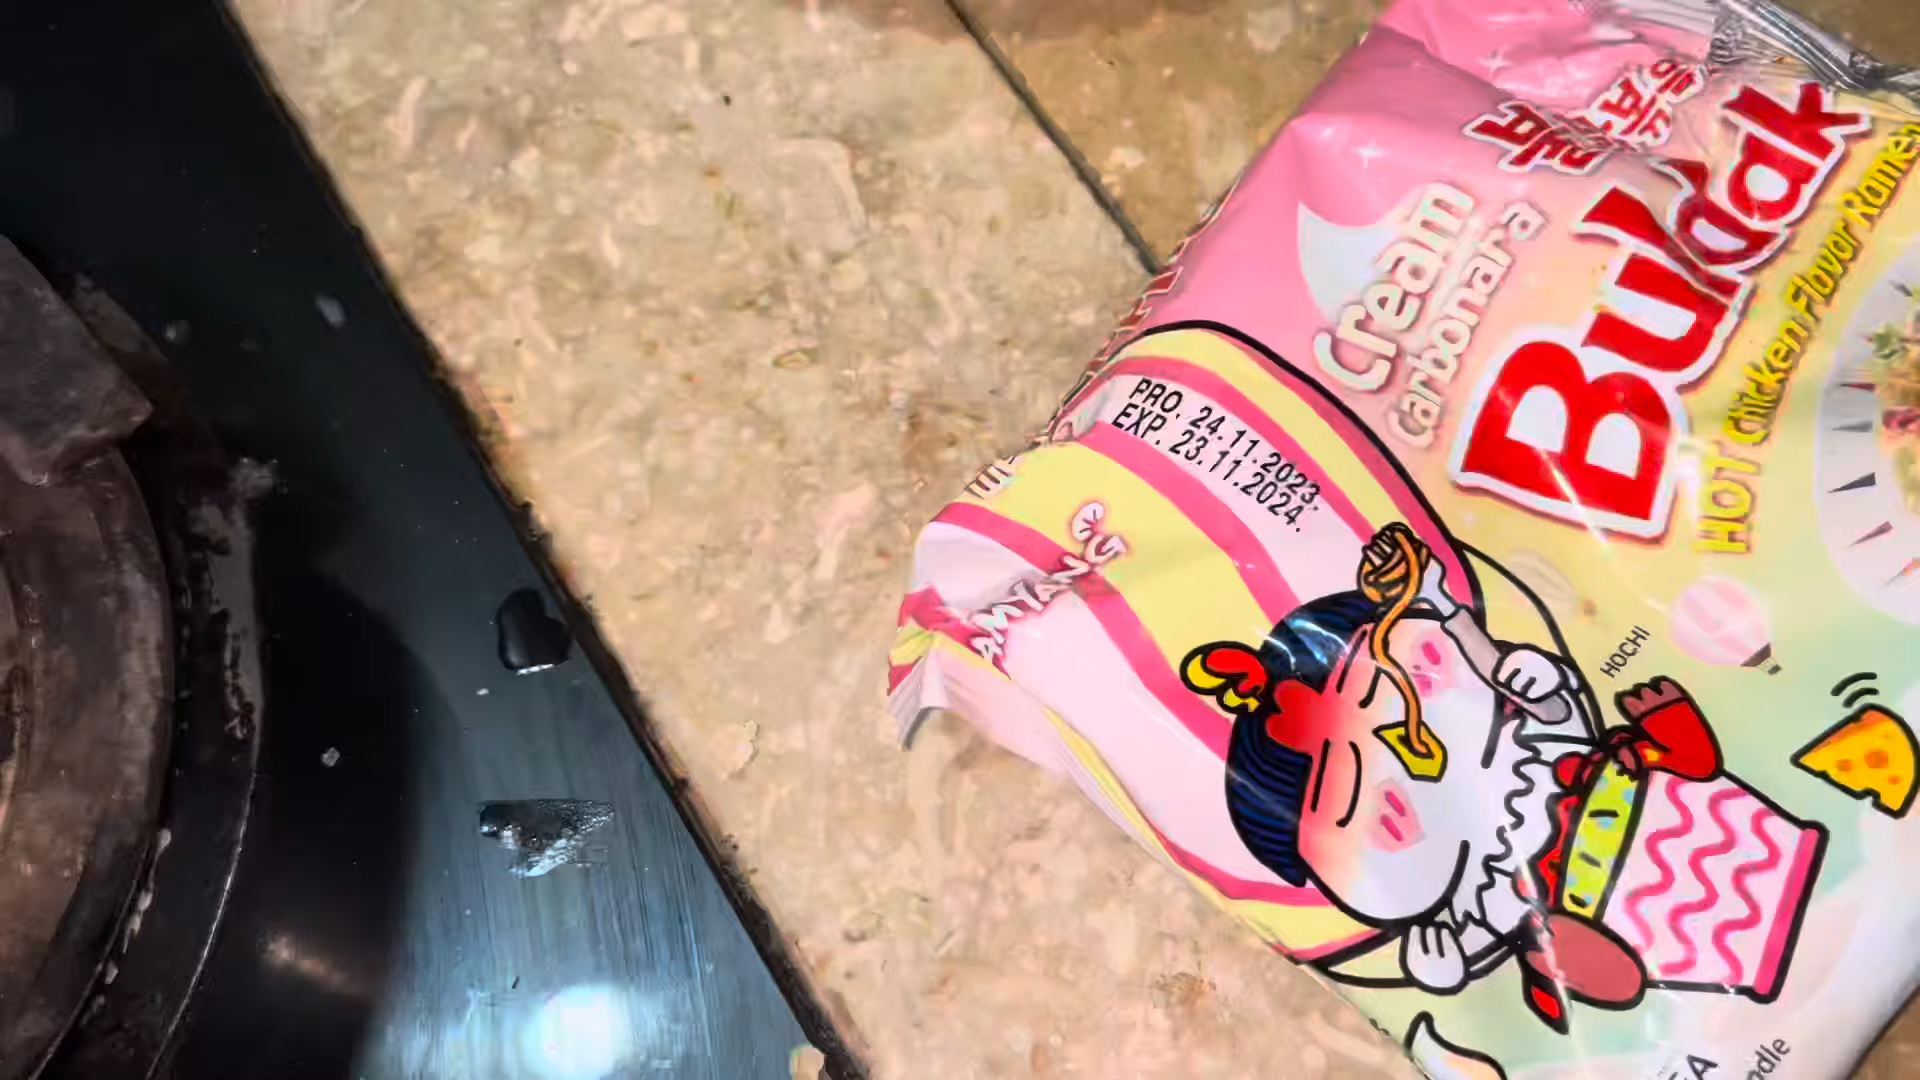 불닭볶음
Buldak
HOT Chicken Flavor Ramen
Cream
carbonara
PRO. 24.11.2023.
EXP. 23.11.2024.
HOCHI